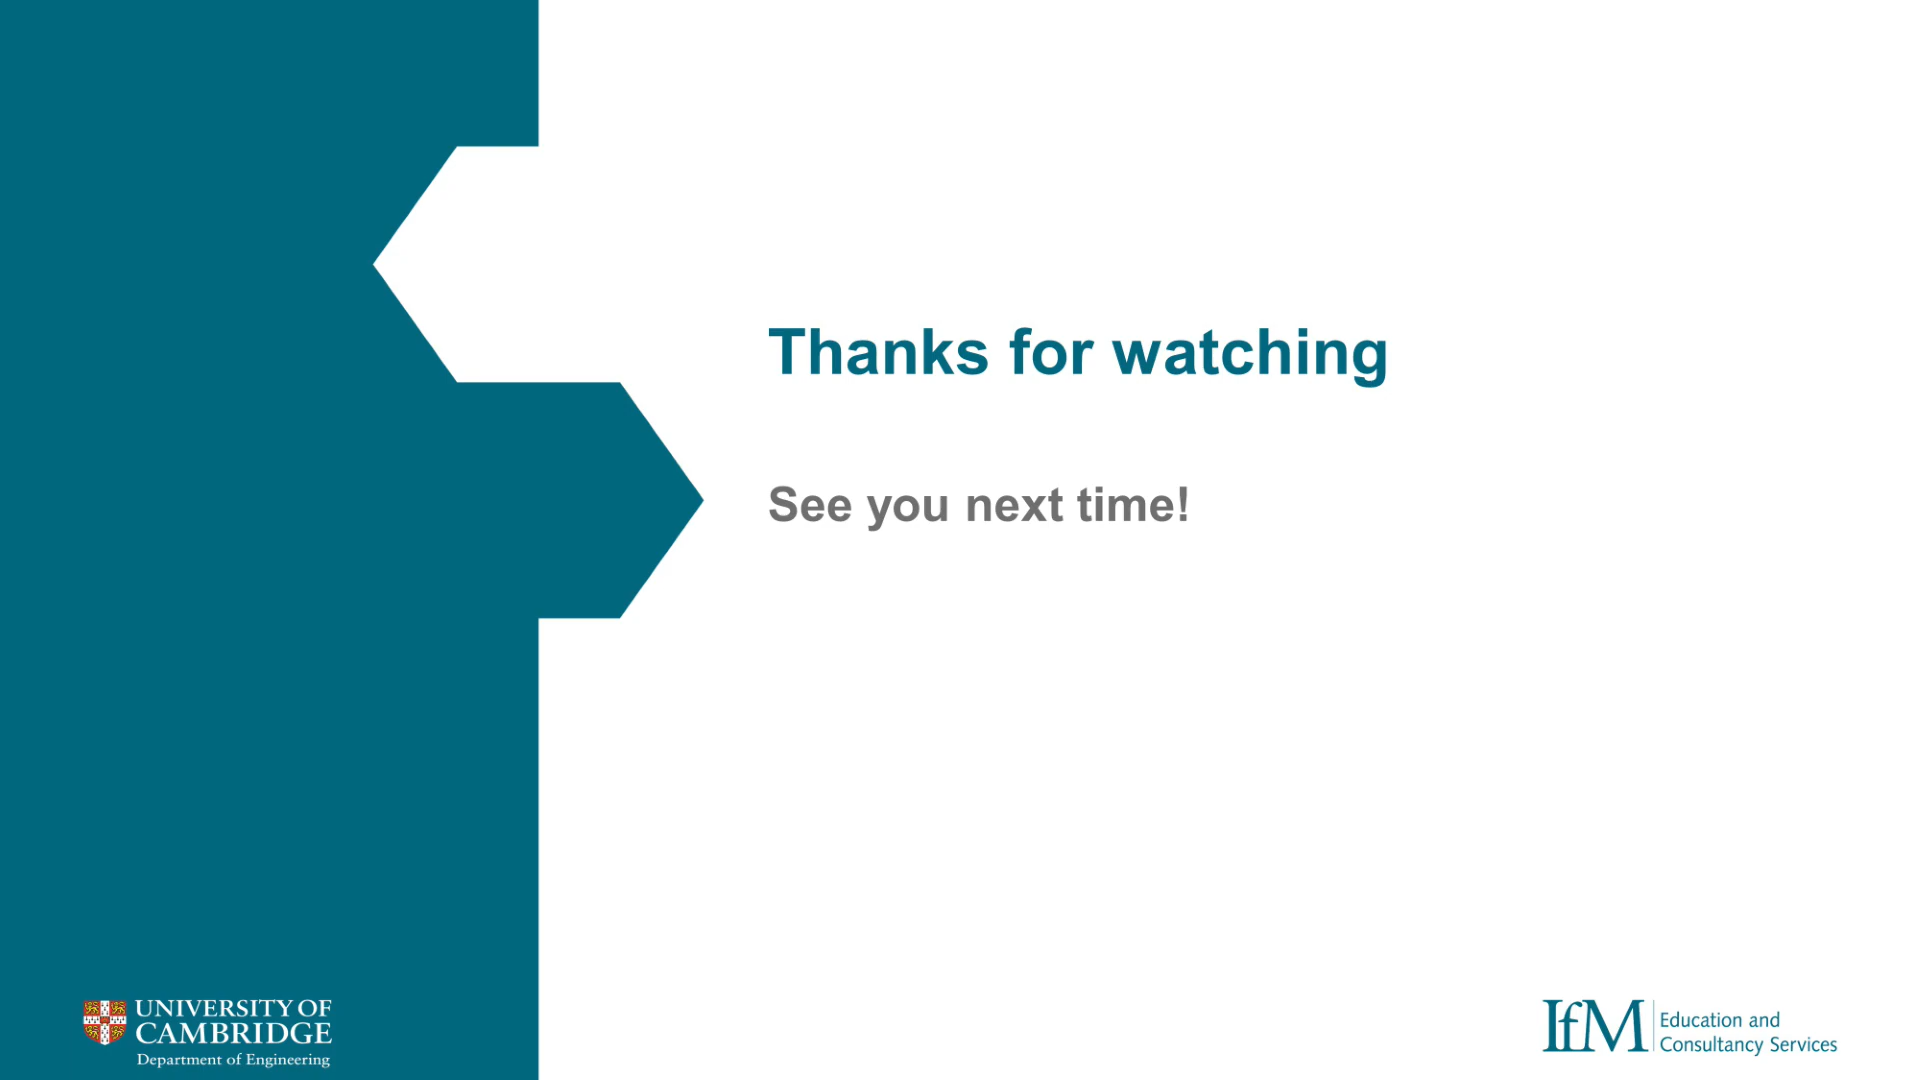 Thanks for watching
See you next time!
UNIVERSITY OF
CAMBRIDGE
Department of Engineering
IfM
Education and
Consultancy Services